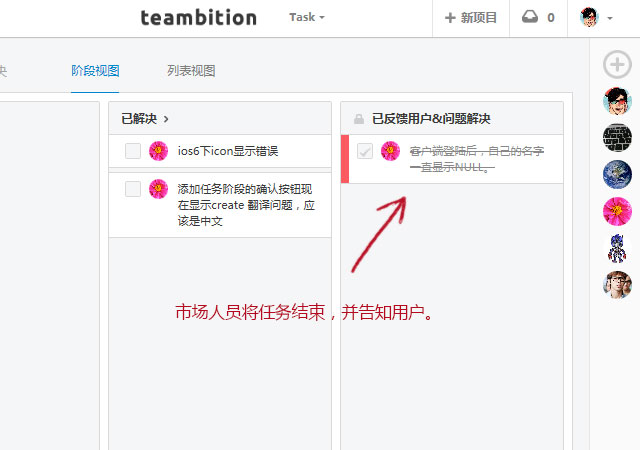 teambition
Task
新项目
0
阶段视图
列表视图
已解决
ios6下icon显示错误
添加任务阶段的确认按钮现
在显示create 翻译问题，应
该是中文
已反馈用户&问题解决
客户端登陆后，自己的名字
一直显示NULL。
市场人员将任务结束，并告知用户。